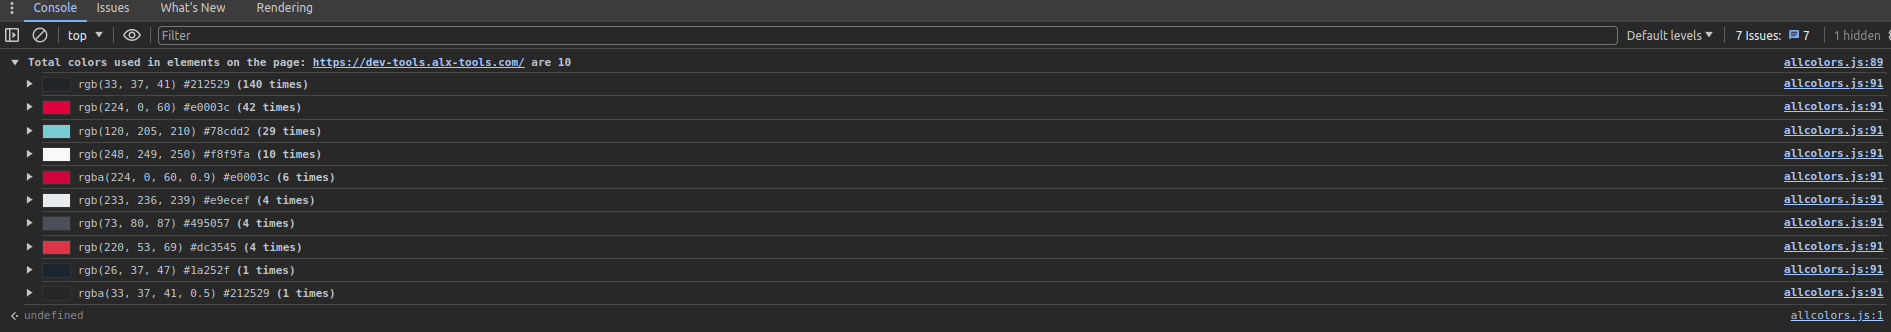 Console Issues What's New Rendering
top Filter Default levels 7 Issues: 7 1 hidden
Total colors used in elements on the page: https://dev-tools.alx-tools.com/ are 10 allcolors.js:89
rgb(33, 37, 41) #212529 (140 times) allcolors.js:91
rgb(224, 0, 60) #e0003c (42 times) allcolors.js:91
rgb(120, 205, 210) #78cdd2 (29 times) allcolors.js:91
rgb(248, 249, 250) #f8f9fa (10 times) allcolors.js:91
rgba(224, 0, 60, 0.9) #e0003c (6 times) allcolors.js:91
rgb(233, 236, 239) #e9ecef (4 times) allcolors.js:91
rgb(73, 80, 87) #495057 (4 times) allcolors.js:91
rgb(220, 53, 69) #dc3545 (4 times) allcolors.js:91
rgb(26, 37, 47) #1a252f (1 times) allcolors.js:91
rgba(33, 37, 41, 0.5) #212529 (1 times) allcolors.js:91
undefined allcolors.js:1